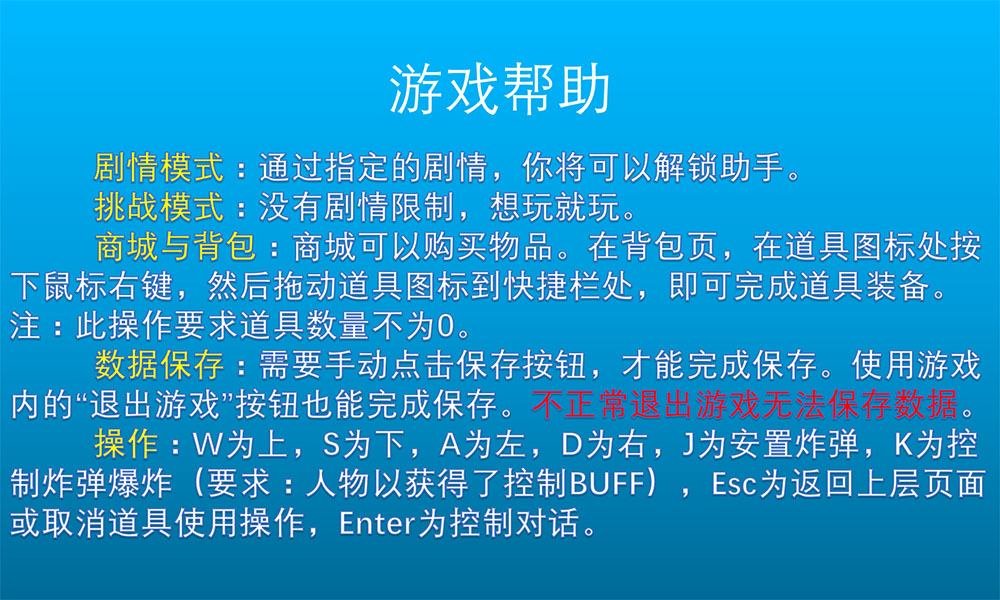 游戏帮助
剧情模式：通过指定的剧情，你将可以解锁助手。
挑战模式：没有剧情限制，想玩就玩。
商城与背包：商城可以购买物品。在背包页，在道具图标处按
下鼠标右键，然后拖动道具图标到快捷栏处，即可完成道具装备。
注：此操作要求道具数量不为0。
数据保存：需要手动点击保存按钮，才能完成保存。使用游戏
内的“退出游戏”按钮也能完成保存。不正常退出游戏无法保存数据。
操作：W为上，S为下，A为左，D为右，J为安置炸弹，K为控
制炸弹爆炸（要求：人物以获得了控制BUFF），Esc为返回上层页面
或取消道具使用操作，Enter为控制对话。